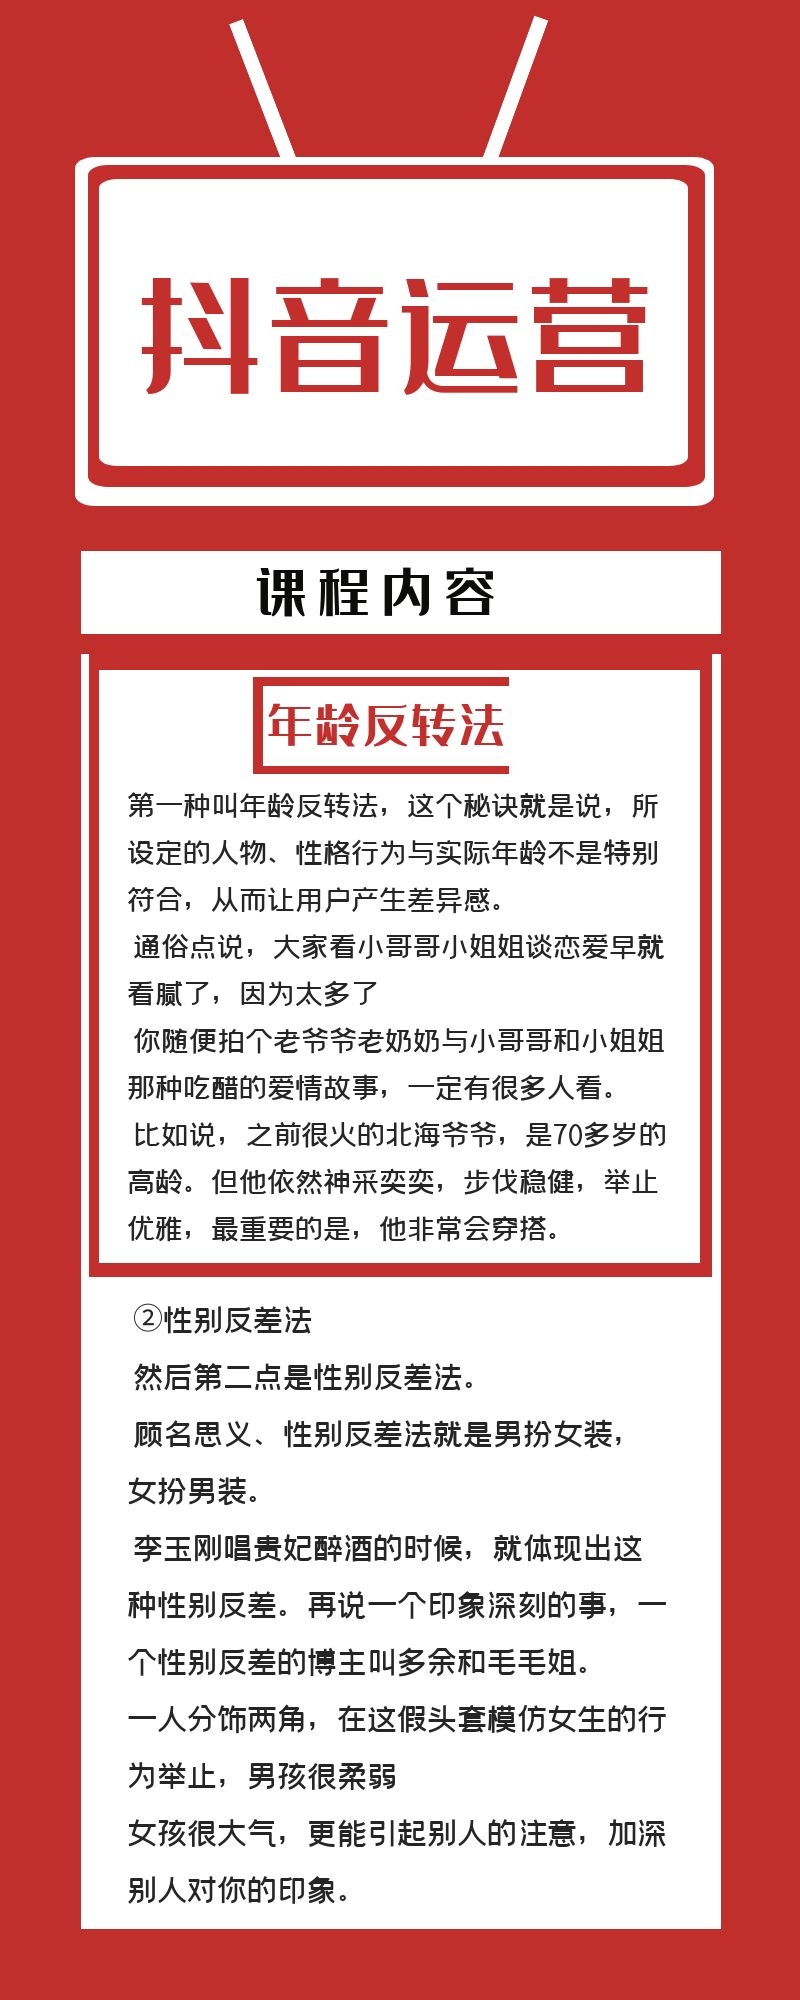 抖音运营
课程内容
年龄反转法
第一种叫年龄反转法，这个秘诀就是说，所
设定的人物、性格行为与实际年龄不是特别
符合，从而让用户产生差异感。
通俗点说，大家看小哥哥小姐姐谈恋爱早就
看腻了，因为太多了
你随便拍个老爷爷老奶奶与小哥哥和小姐姐
那种吃醋的爱情故事，一定有很多人看。
比如说，之前很火的北海爷爷，是70多岁的
高龄。但他依然神采奕奕，步伐稳健，举止
优雅，最重要的是，他非常会穿搭。
②性别反差法
然后第二点是性别反差法。
顾名思义、性别反差法就是男扮女装，
女扮男装。
李玉刚唱贵妃醉酒的时候，就体现出这
种性别反差。再说一个印象深刻的事，一
个性别反差的博主叫多余和毛毛姐。
一人分饰两角，在这假头套模仿女生的行
为举止，男孩很柔弱
女孩很大气，更能引起别人的注意，加深
别人对你的印象。